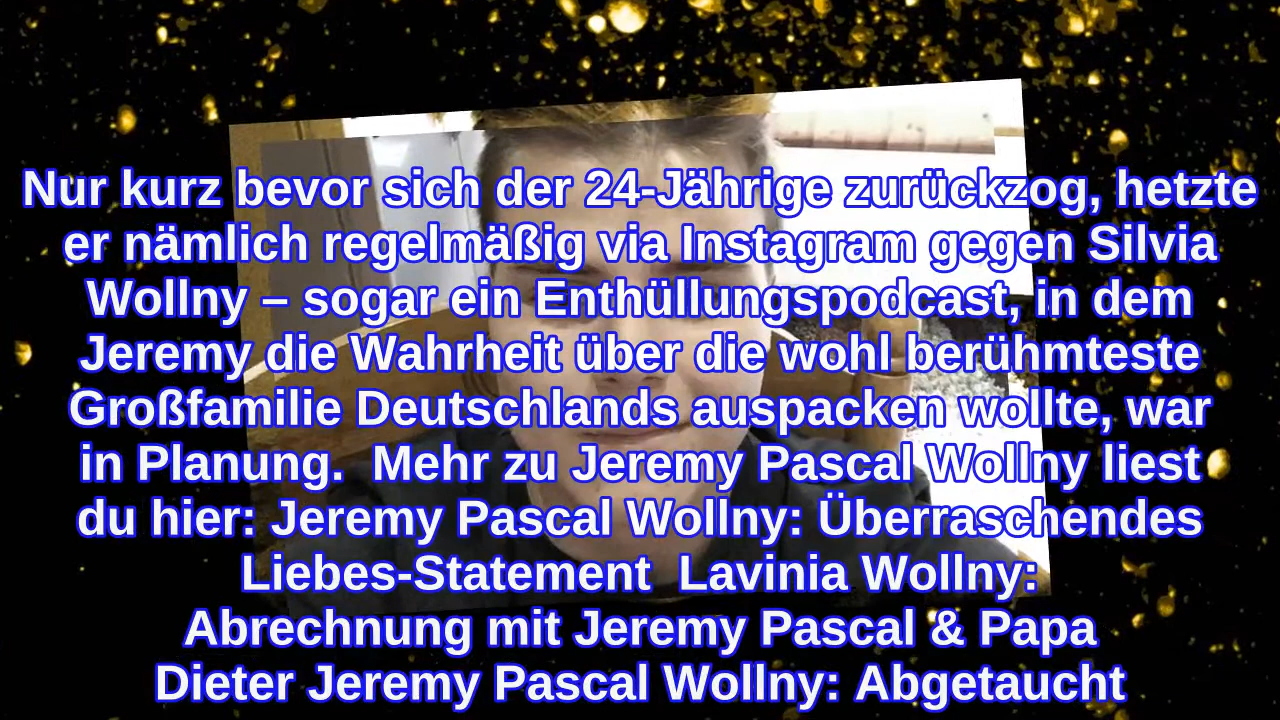 Nur kurz bevor sich der 24-Jährige zurückzog, hetzte
er nämlich regelmäßig via Instagram gegen Silvia
Wollny – sogar ein Enthüllungspodcast, in dem
Jeremy die Wahrheit über die wohl berühmteste
Großfamilie Deutschlands auspacken wollte, war
in Planung.  Mehr zu Jeremy Pascal Wollny liest
du hier: Jeremy Pascal Wollny: Überraschendes
Liebes-Statement  Lavinia Wollny:
Abrechnung mit Jeremy Pascal & Papa
Dieter Jeremy Pascal Wollny: Abgetaucht